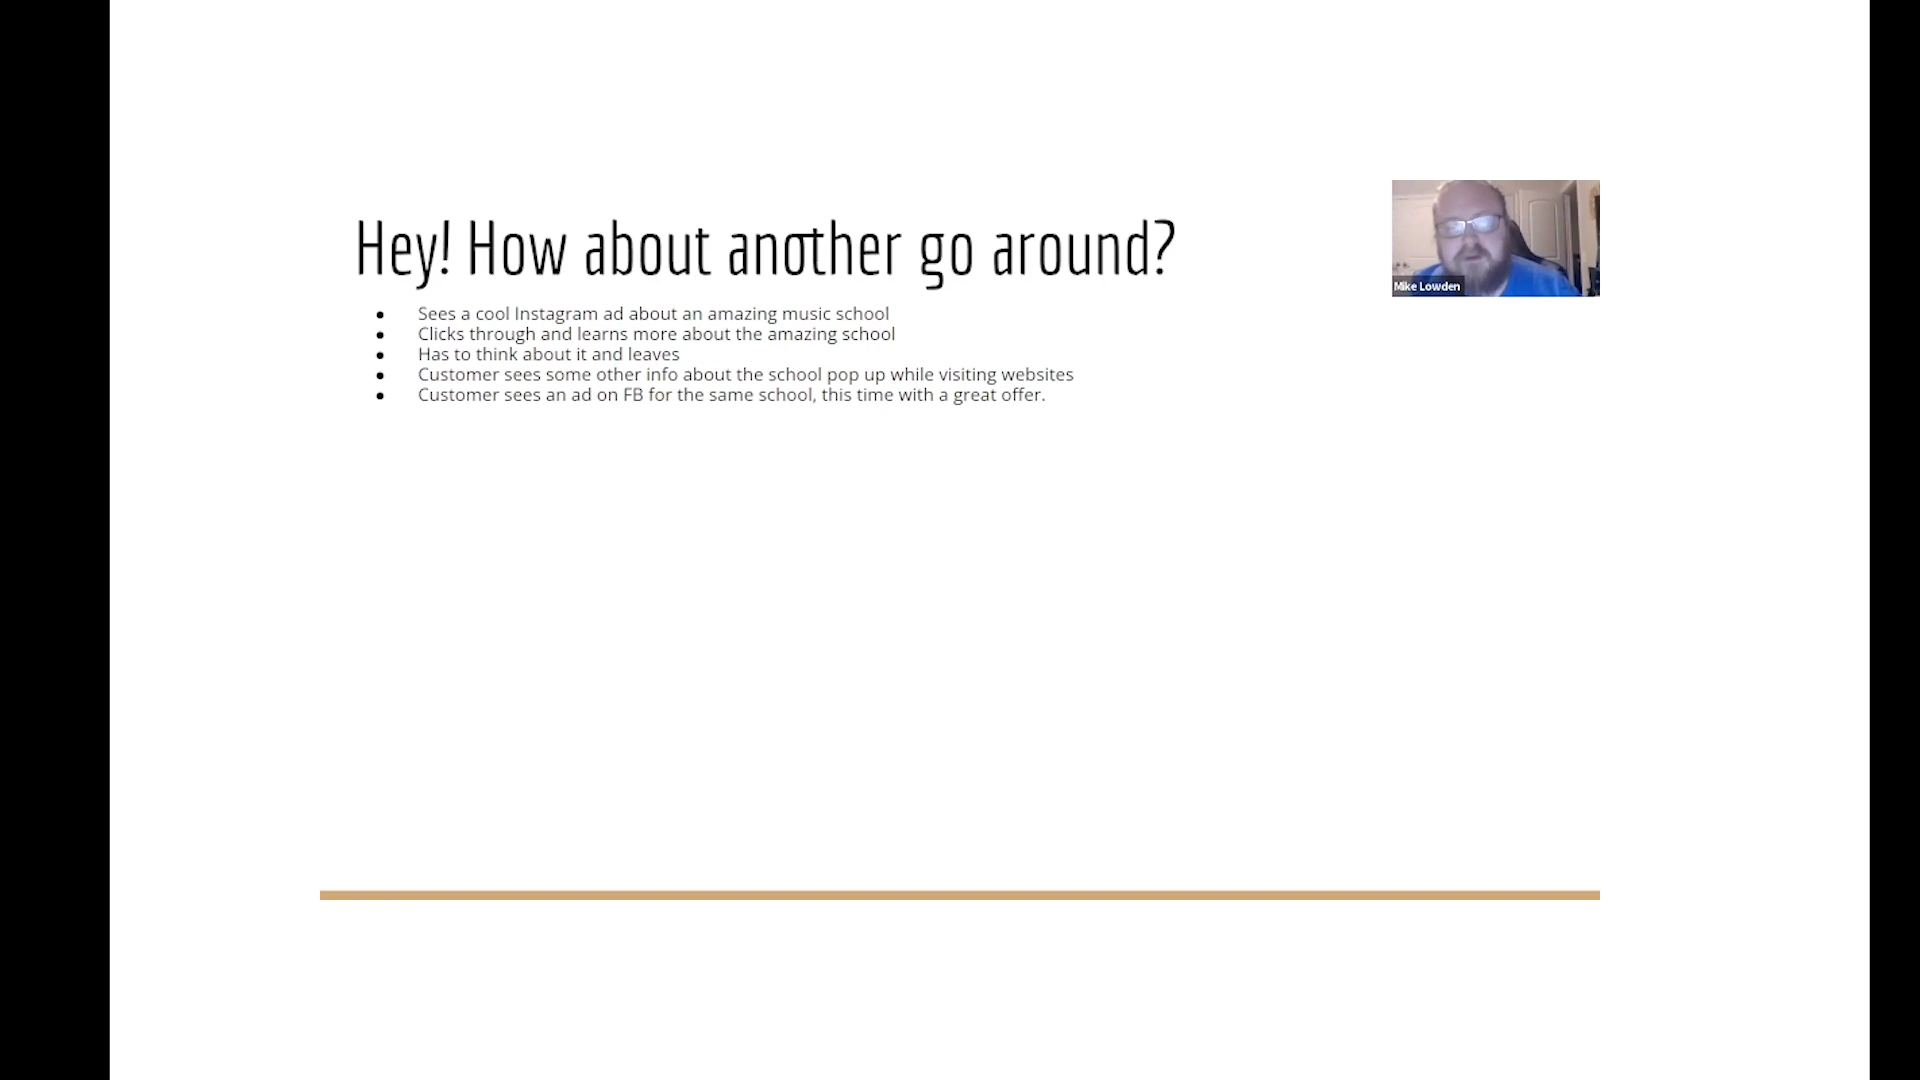 Hey! How about another go around?
Sees a cool Instagram ad about an amazing music school
Clicks through and learns more about the amazing school
Has to think about it and leaves
Customer sees some other info about the school pop up while visiting websites
Customer sees an ad on FB for the same school, this time with a great offer.
Mike Lowden